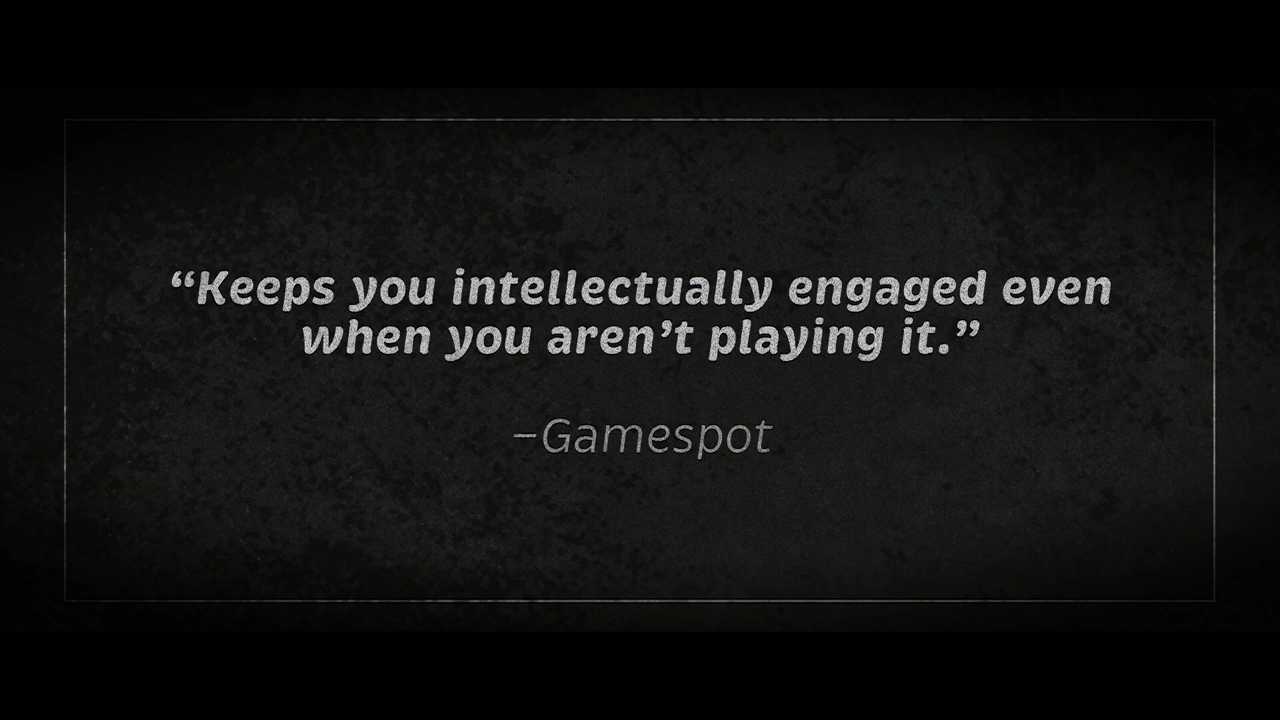 “Keeps you intellectually engaged even
when you aren’t playing it.”
–Gamespot